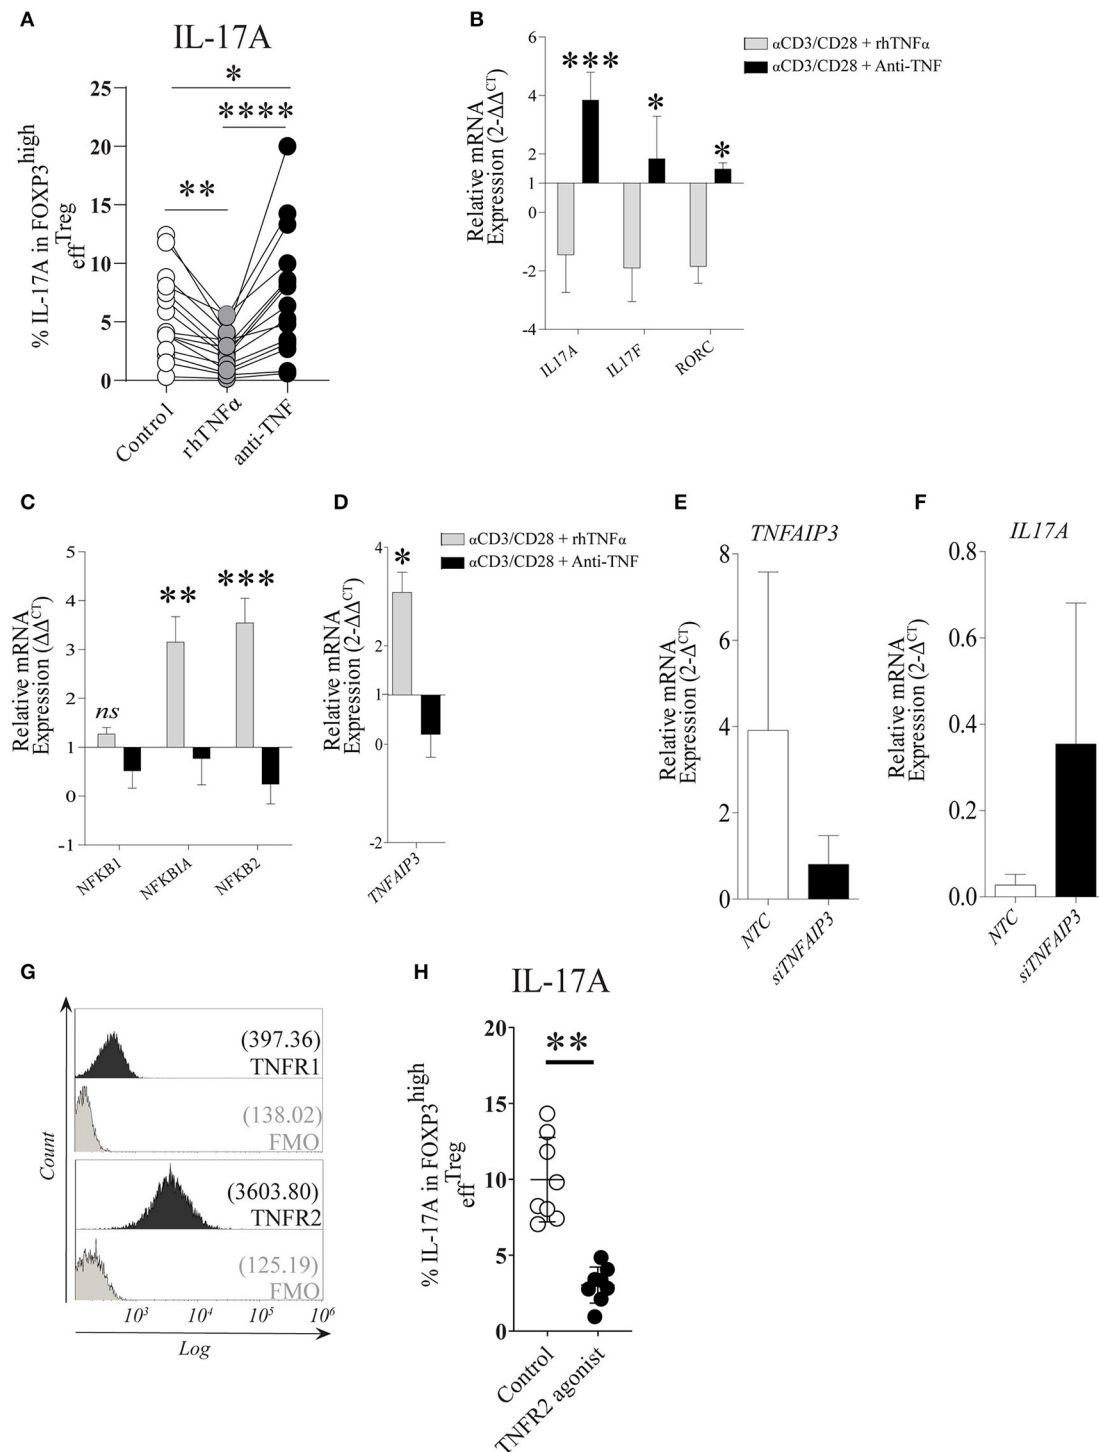 A
IL-17A
*
****
**
25
20
15
10
5
0
% IL-17A in FOXP3high
effTreg
Control
rhTNFα
anti-TNF
B
αCD3/CD28 + rhTNFα
αCD3/CD28 + Anti-TNF
***
*
*
6
4
2
1
0
-2
-4
Relative mRNA
Expression (2-ΔΔCT)
IL17A
IL17F
RORC
C
ns
**
***
5
4
3
2
1
0
-1
Relative mRNA
Expression (ΔΔCT)
NFKB1
NFKB1A
NFKB2
D
αCD3/CD28 + rhTNFα
αCD3/CD28 + Anti-TNF
*
4
2
1
0
-2
Relative mRNA
Expression (2-ΔΔCT)
TNFAIP3
E
TNFAIP3
8
6
4
2
0
Relative mRNA
Expression (2-ΔCT)
NTC
siTNFAIP3
F
IL17A
0.8
0.6
0.4
0.2
0.0
Relative mRNA
Expression (2-ΔCT)
NTC
siTNFAIP3
G
(397.36)
TNFR1
(138.02)
FMO
(3603.80)
TNFR2
(125.19)
FMO
Count
103
104
105
106
Log
H
IL-17A
**
20
15
10
5
0
% IL-17A in FOXP3high
effTreg
Control
TNFR2 agonist